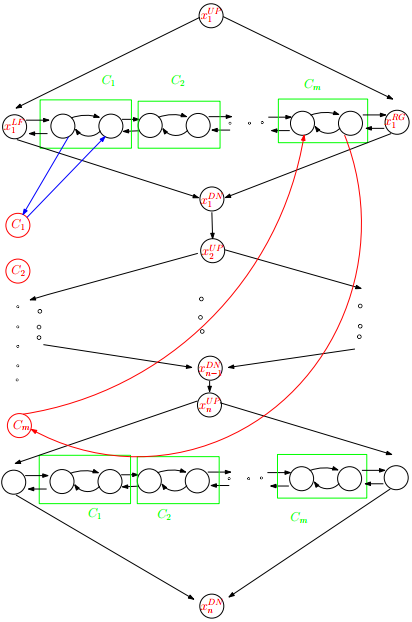 x_1^{UP}
C_1 C_2 C_m
x_1^{LF} x_1^{RG}
x_1^{DN}
C_1
x_2^{UP}
C_2
x_{n-1}^{DN}
x_n^{UP}
C_m
C_1 C_2 C_m
x_n^{DN}